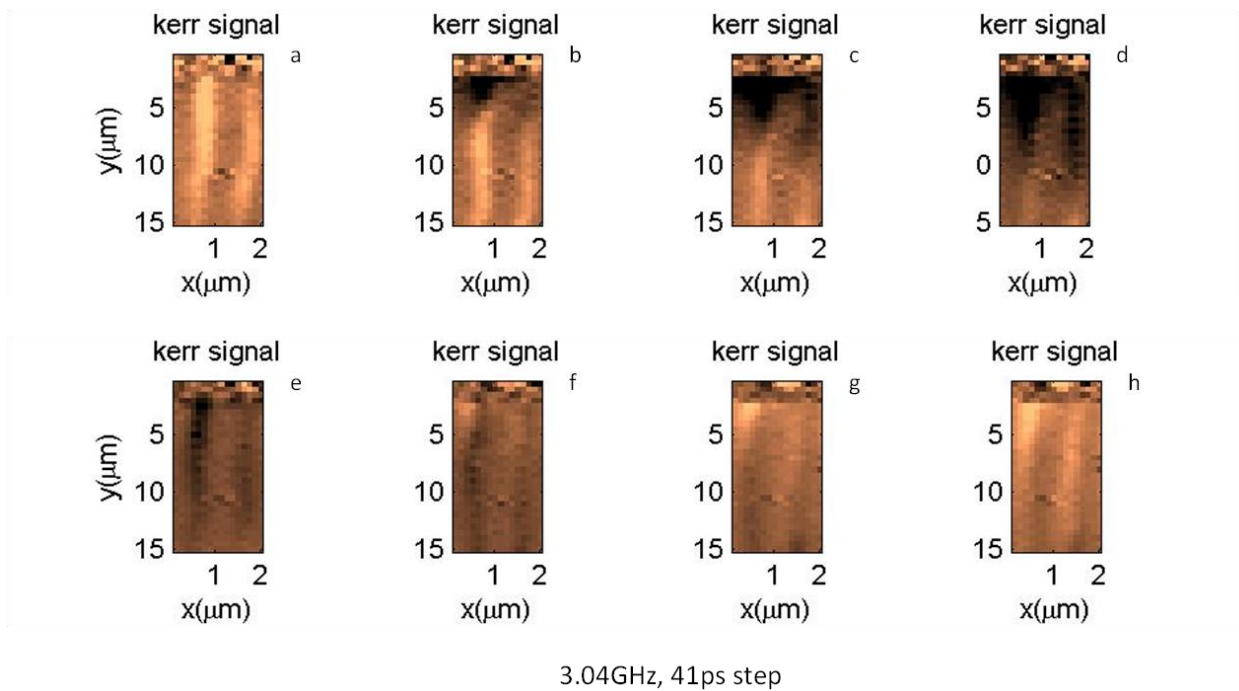 kerr signal a kerr signal b kerr signal c kerr signal d
y(μm)
5 5 5 5
10 10 10 0
15 15 15 5
1 2 1 2 1 2 1 2
x(μm) x(μm) x(μm) x(μm)
kerr signal e kerr signal f kerr signal g kerr signal h
y(μm)
5 5 5 5
10 10 10 10
15 15 15 15
1 2 1 2 1 2 1 2
x(μm) x(μm) x(μm) x(μm)
3.04GHz, 41ps step